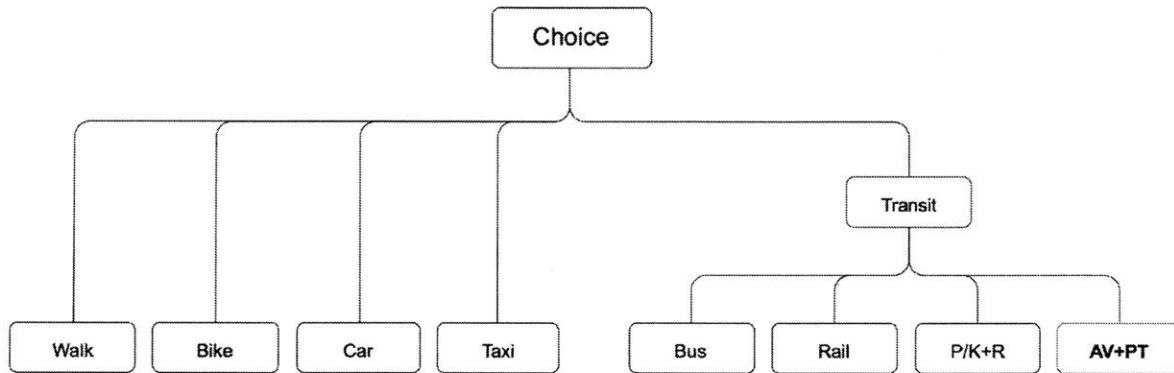 Choice
Transit
Walk
Bike
Car
Taxi
Bus
Rail
P/K+R
AV+PT